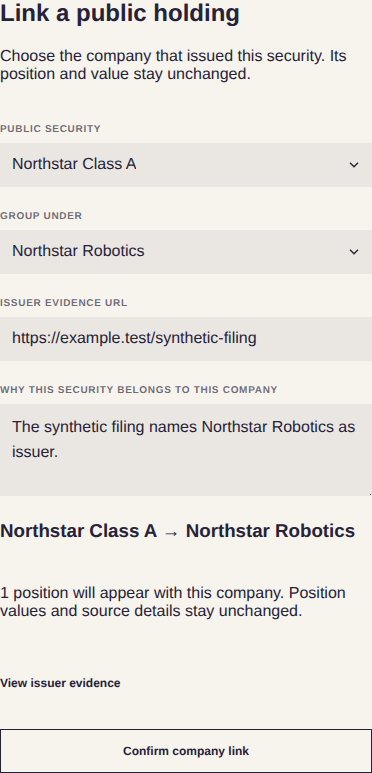 Link a public holding
Choose the company that issued this security. Its
position and value stay unchanged.
PUBLIC SECURITY
Northstar Class A
GROUP UNDER
Northstar Robotics
ISSUER EVIDENCE URL
https://example.test/synthetic-filing
WHY THIS SECURITY BELONGS TO THIS COMPANY
The synthetic filing names Northstar Robotics as
issuer.
Northstar Class A → Northstar Robotics
1 position will appear with this company. Position
values and source details stay unchanged.
View issuer evidence
Confirm company link